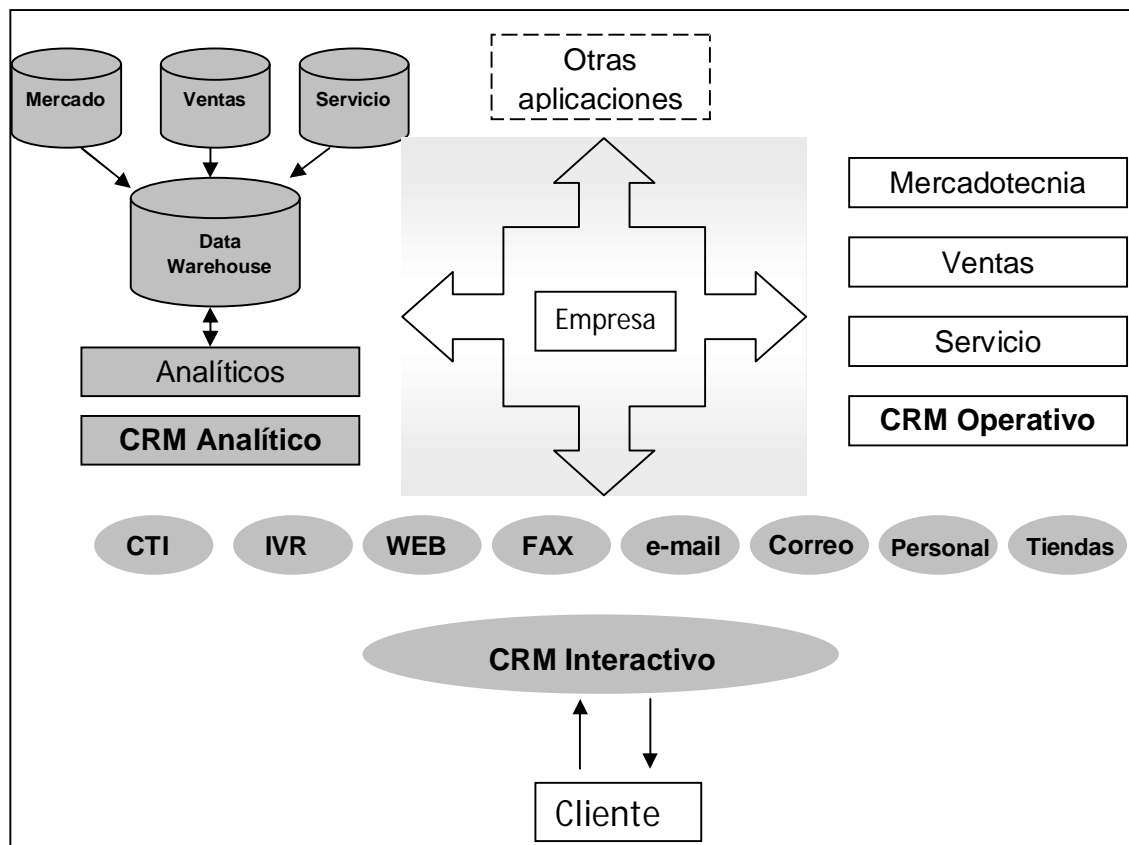 Mercado
Ventas
Servicio
Otras
aplicaciones
Data
Warehouse
Analíticos
CRM Analítico
Empresa
Mercadotecnia
Ventas
Servicio
CRM Operativo
CTI
IVR
WEB
FAX
e-mail
Correo
Personal
Tiendas
CRM Interactivo
Cliente